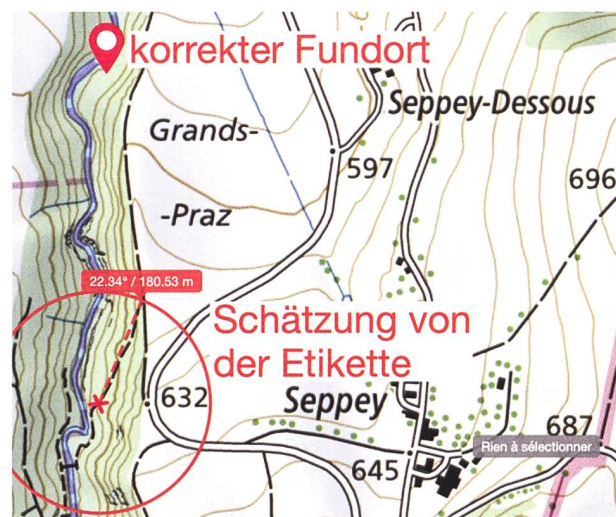 korrekter Fundort
Seppey-Dessous
Grands-
597
696
-Praz
22.34° / 180.53 m
Schätzung von
der Etikette
632
Seppey
687
Rien à sélectionner
645